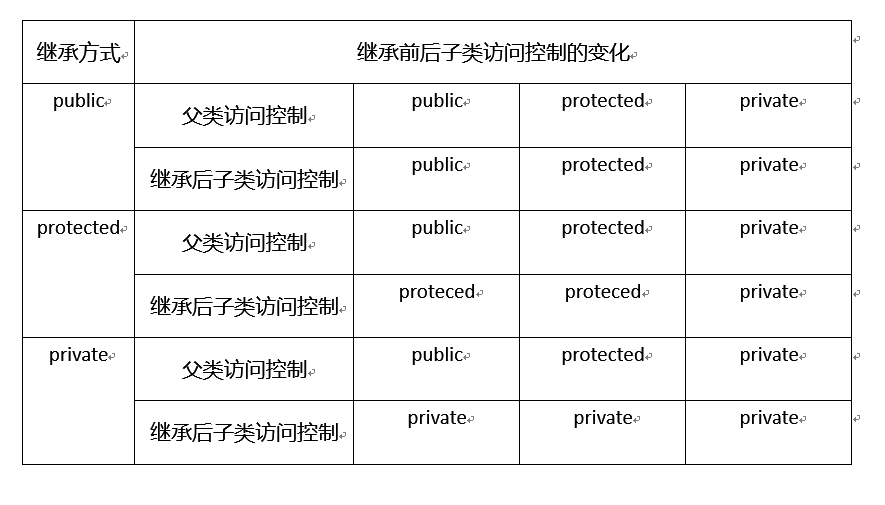 继承方式 继承前后子类访问控制的变化
public 父类访问控制 public protected private
继承后子类访问控制 public protected private
protected 父类访问控制 public protected private
继承后子类访问控制 proteced proteced private
private 父类访问控制 public protected private
继承后子类访问控制 private private private